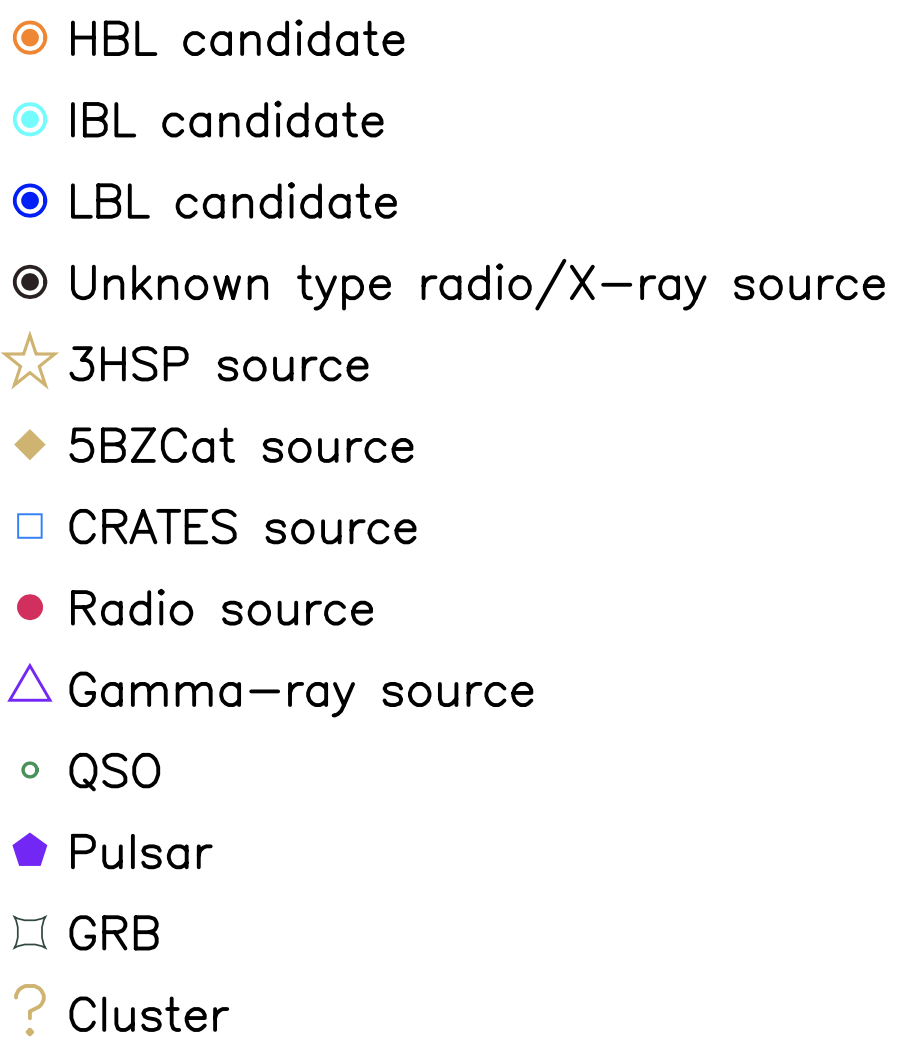 HBL candidate
IBL candidate
LBL candidate
Unknown type radio/X-ray source
3HSP source
5BZCat source
CRATES source
Radio source
Gamma-ray source
QSO
Pulsar
GRB
? Cluster